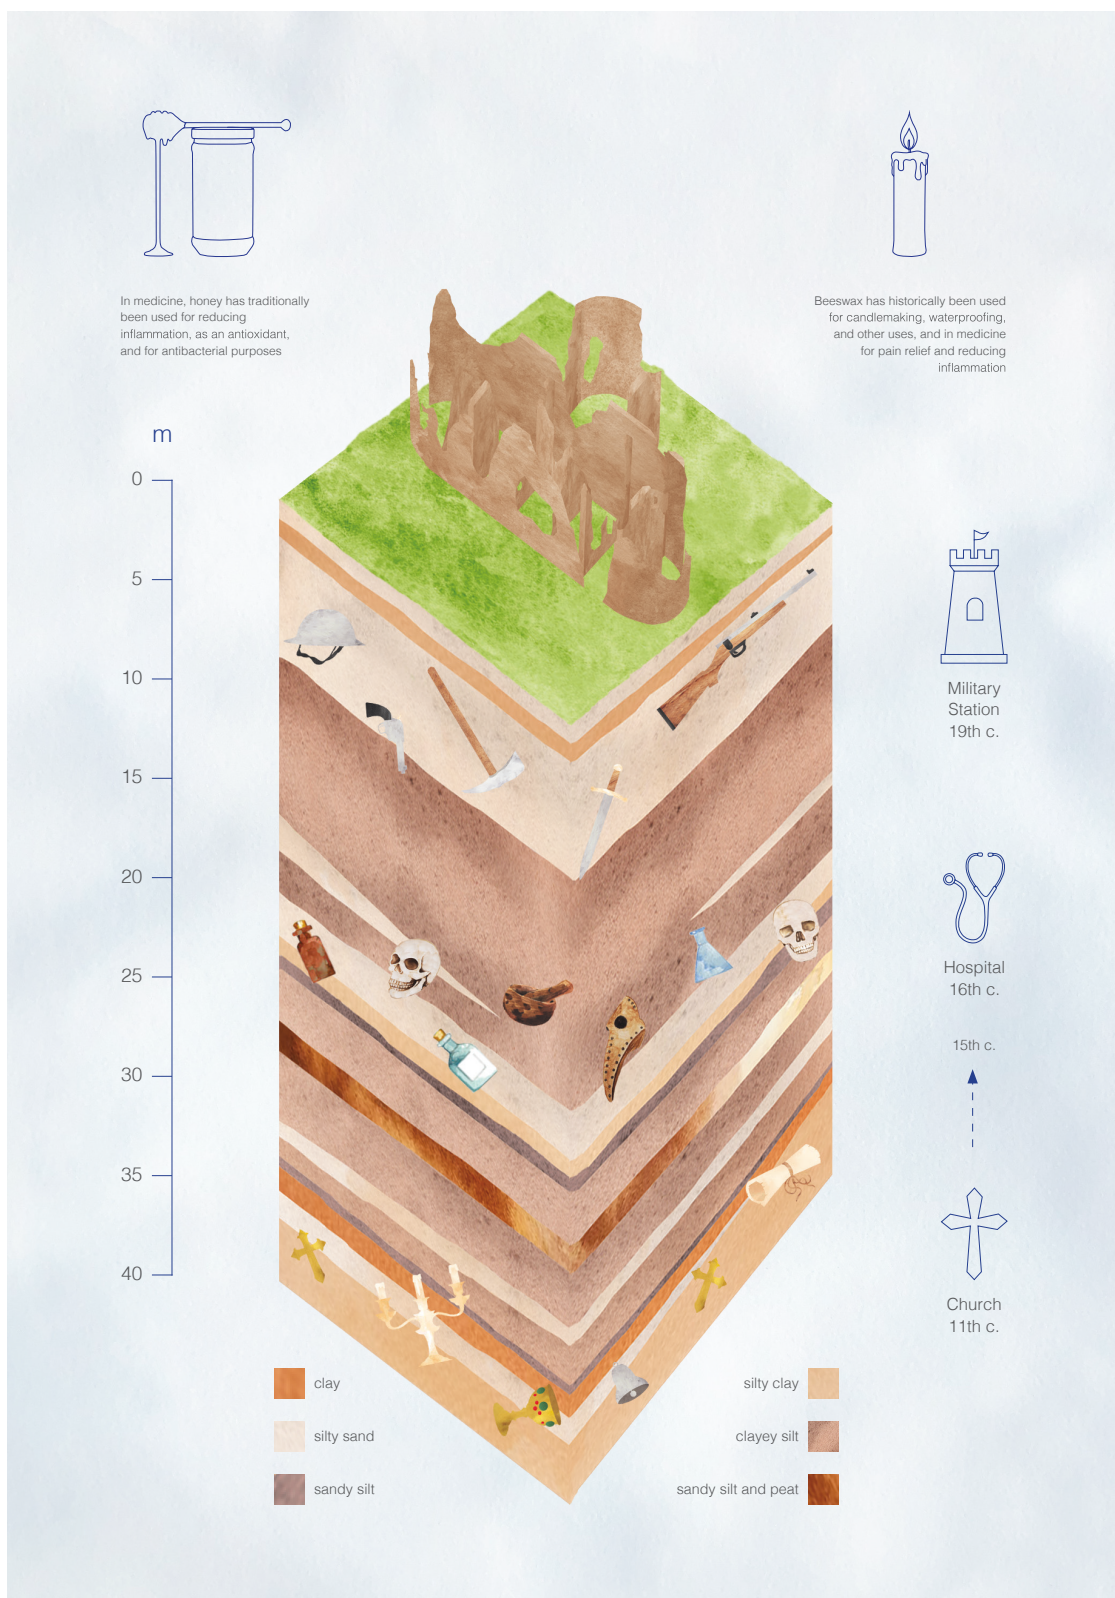 In medicine, honey has traditionally
been used for reducing
inflammation, as an antioxidant,
and for antibacterial purposes
Beeswax has historically been used
for candlemaking, waterproofing,
and other uses, and in medicine
for pain relief and reducing
inflammation
m
0
5
10
15
20
25
30
35
40
Military
Station
19th c.
Hospital
16th c.
15th c.
Church
11th c.
clay
silty sand
sandy silt
silty clay
clayey silt
sandy silt and peat